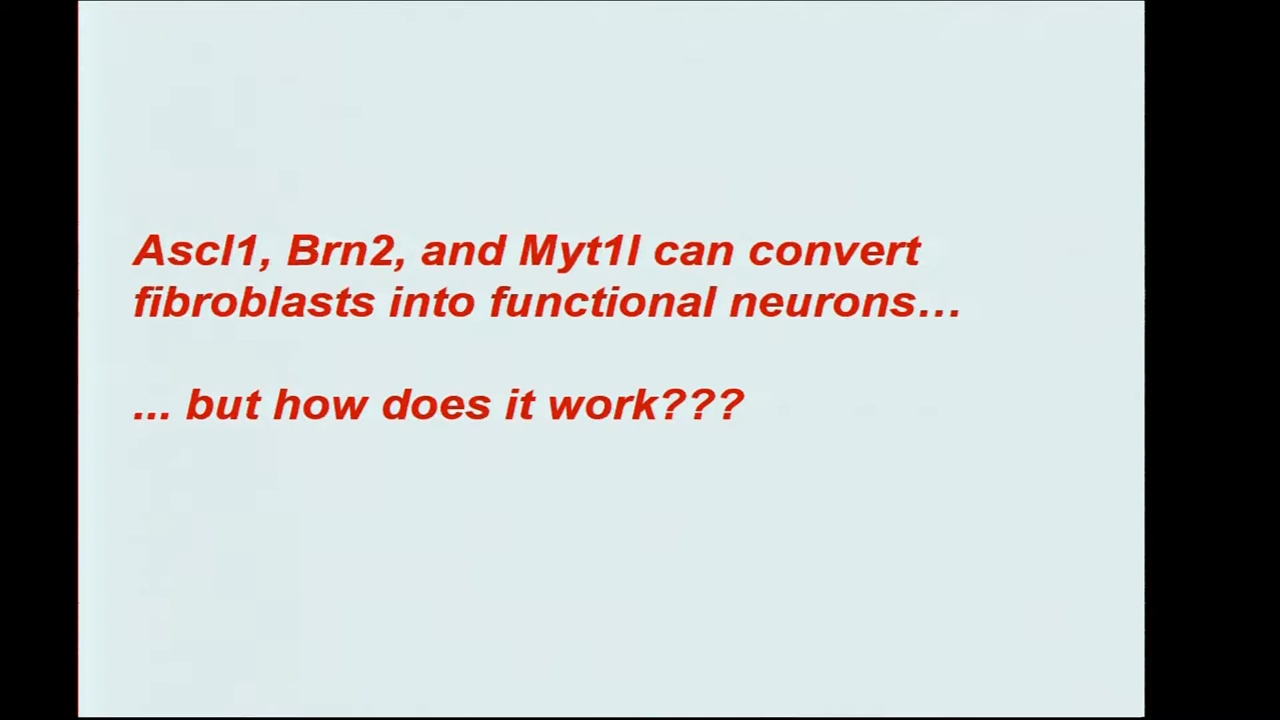 Ascl1, Brn2, and Myt1l can convert
fibroblasts into functional neurons…
... but how does it work???